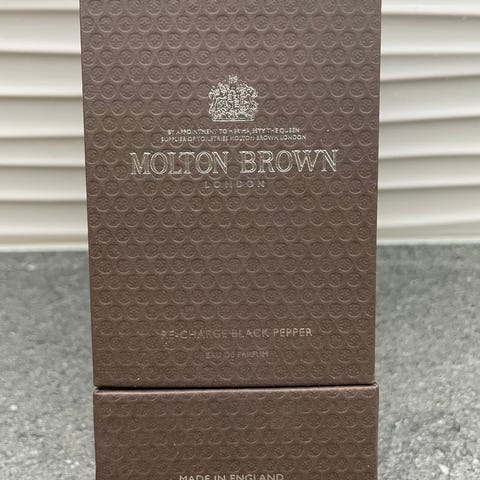 BY APPOINTMENT TO HER MAJESTY THE QUEEN
SUPPLIER OF TOILETRIES MOLTON BROWN LONDON
MOLTON BROWN
LONDON
RE-CHARGE BLACK PEPPER
EAU DE PARFUM
MADE IN ENGLAND